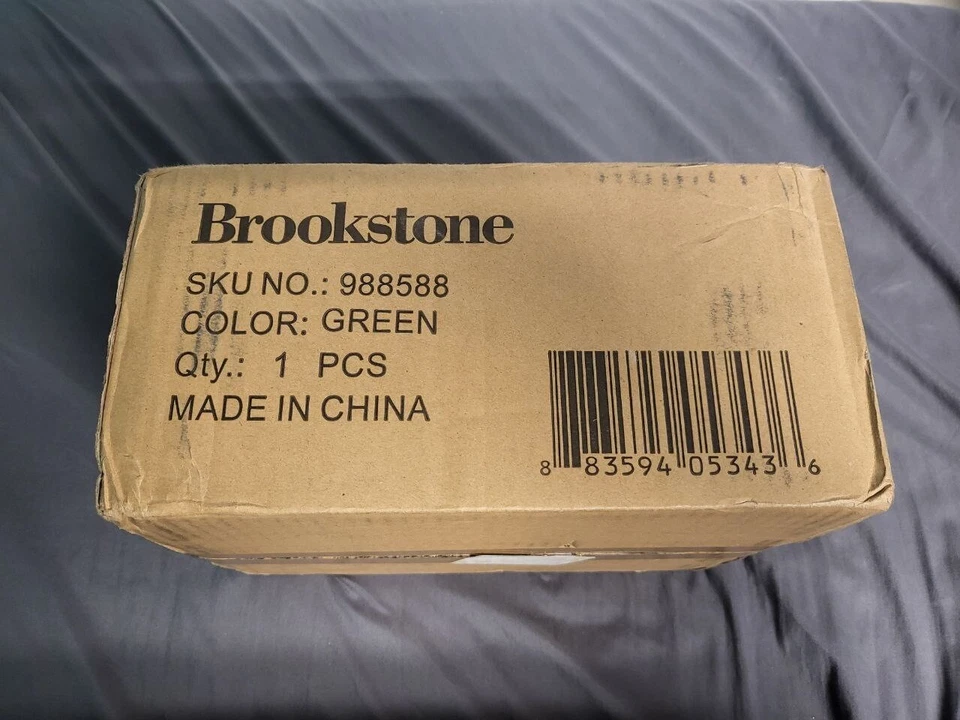 Brookstone
SKU NO.: 988588
COLOR: GREEN
Qty.: 1 PCS
MADE IN CHINA
8 83594 05343 6